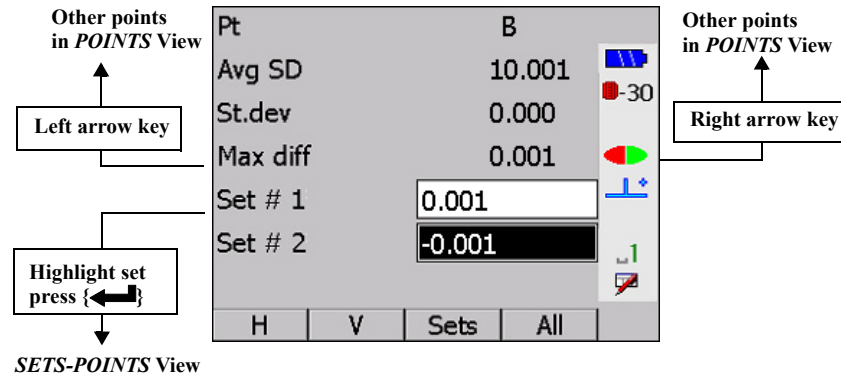 Other points
in POINTS View
Left arrow key
Highlight set
press { }
SETS-POINTS View
Pt B
Avg SD 10.001
St.dev 0.000
Max diff 0.001
Set # 1 0.001
Set # 2 -0.001
H V Sets All
-30
1
Other points
in POINTS View
Right arrow key